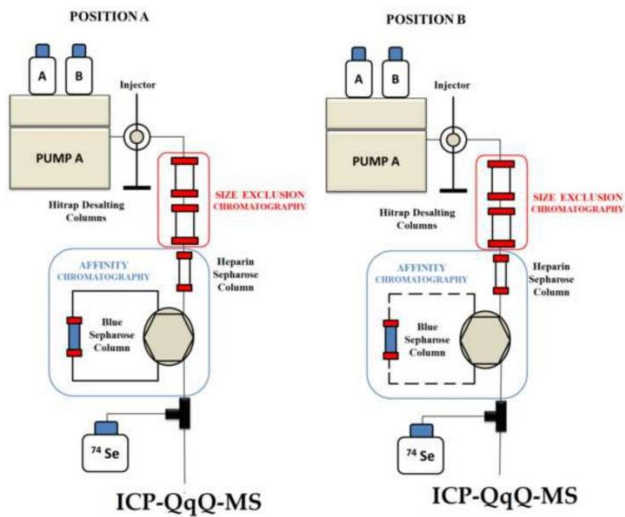 POSITION A
A
B
Injector
PUMP A
Hitrap Desalting
Columns
SIZE EXCLUSION
CHROMATOGRAPHY
AFFINITY
CHROMATOGRAPHY
Heparin
Sepharose
Column
Blue
Sepharose
Column
74 Se
ICP-QqQ-MS
POSITION B
A
B
Injector
PUMP A
Hitrap Desalting
Columns
SIZE EXCLUSION
CHROMATOGRAPHY
AFFINITY
CHROMATOGRAPHY
Heparin
Sepharose
Column
Blue
Sepharose
Column
74 Se
ICP-QqQ-MS